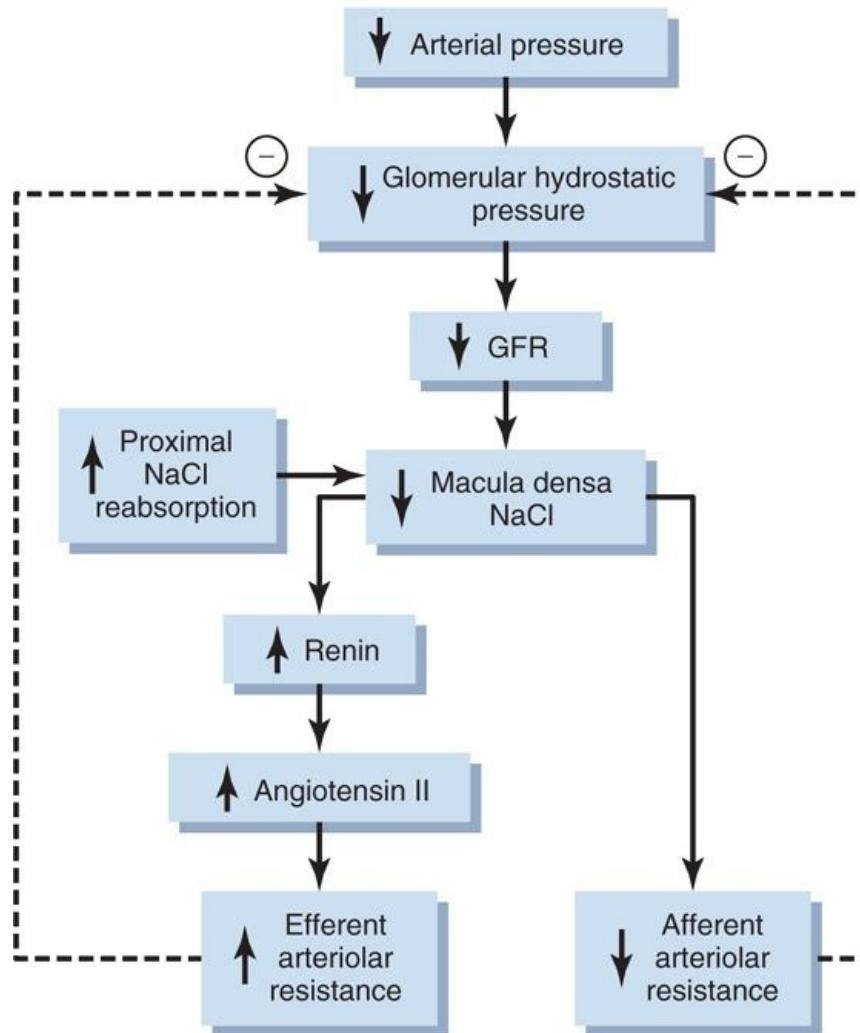 Arterial pressure
−
−
Glomerular hydrostatic
pressure
GFR
Proximal
NaCl
reabsorption
Macula densa
NaCl
Renin
Angiotensin II
Efferent
arteriolar
resistance
Afferent
arteriolar
resistance